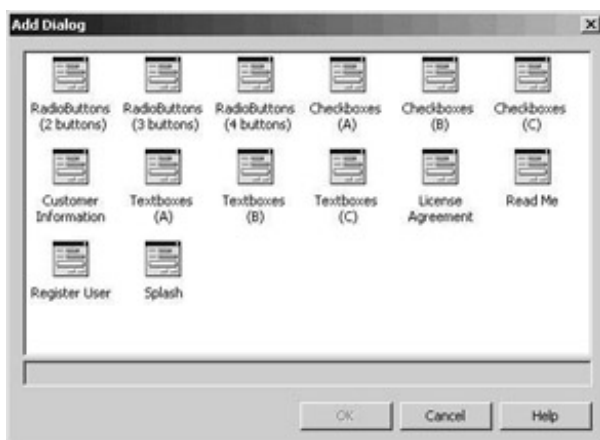 Add Dialog
RadioButtons RadioButtons RadioButtons Checkboxes Checkboxes Checkboxes
(2 buttons) (3 buttons) (4 buttons) (A) (B) (C)
Customer Textboxes Textboxes Textboxes License Read Me
Information (A) (B) (C) Agreement
Register User Splash
OK Cancel Help